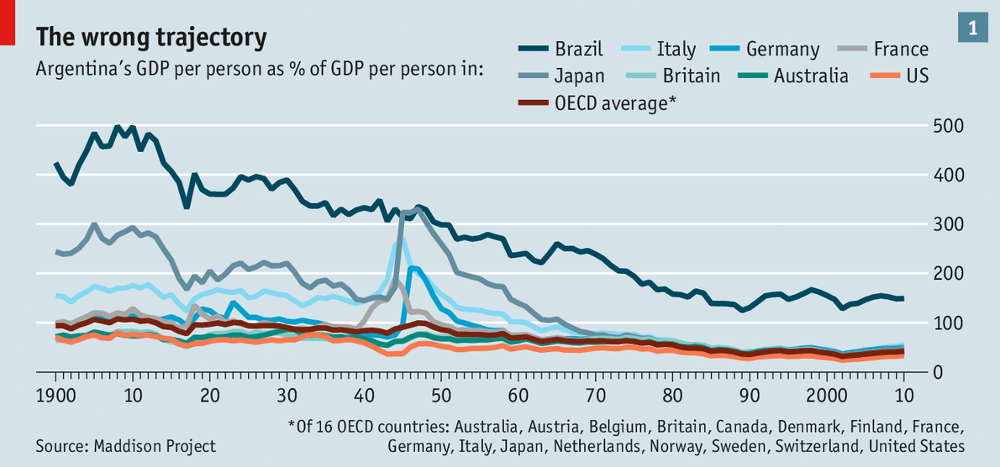 1
The wrong trajectory
Argentina's GDP per person as % of GDP per person in:
Brazil Italy Germany France
Japan Britain Australia US
OECD average*
500
400
300
200
100
0
1900 10 20 30 40 50 60 70 80 90 2000 10
*Of 16 OECD countries: Australia, Austria, Belgium, Britain, Canada, Denmark, Finland, France,
Source: Maddison Project
Germany, Italy, Japan, Netherlands, Norway, Sweden, Switzerland, United States